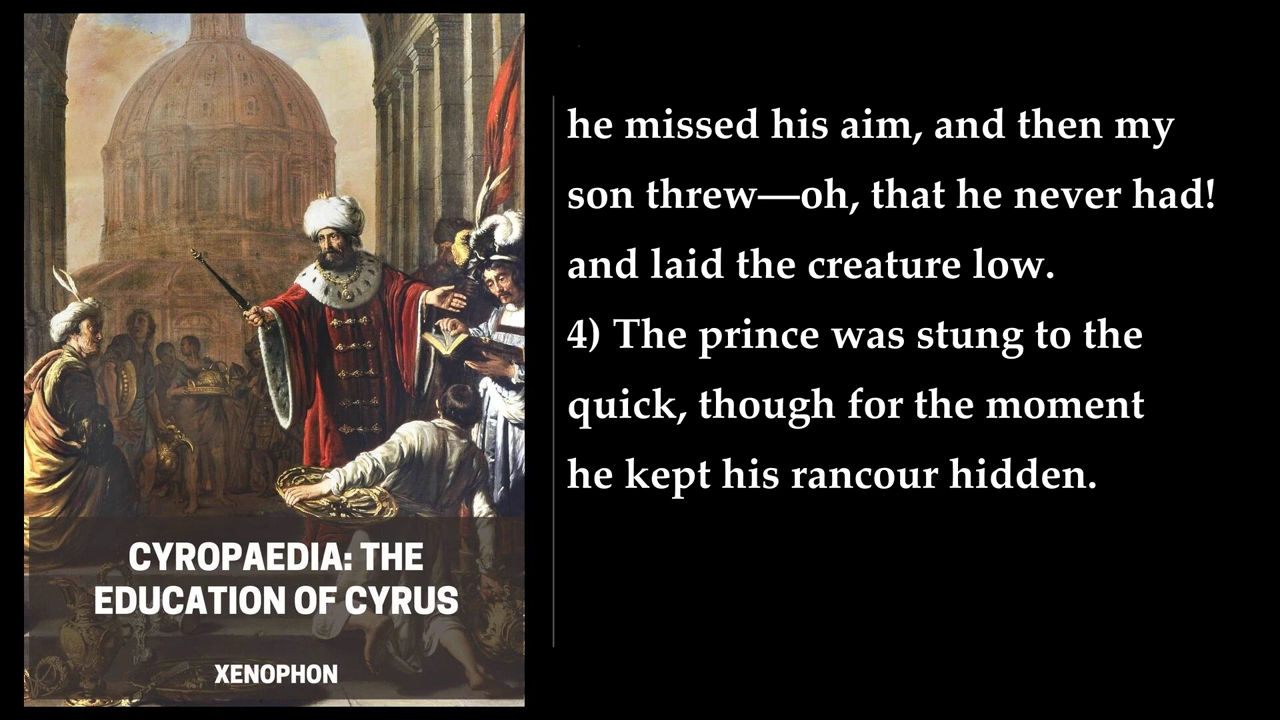 CYROPAEDIA: THE
EDUCATION OF CYRUS
XENOPHON
he missed his aim, and then my
son threw—oh, that he never had!
and laid the creature low.
4) The prince was stung to the
quick, though for the moment
he kept his rancour hidden.